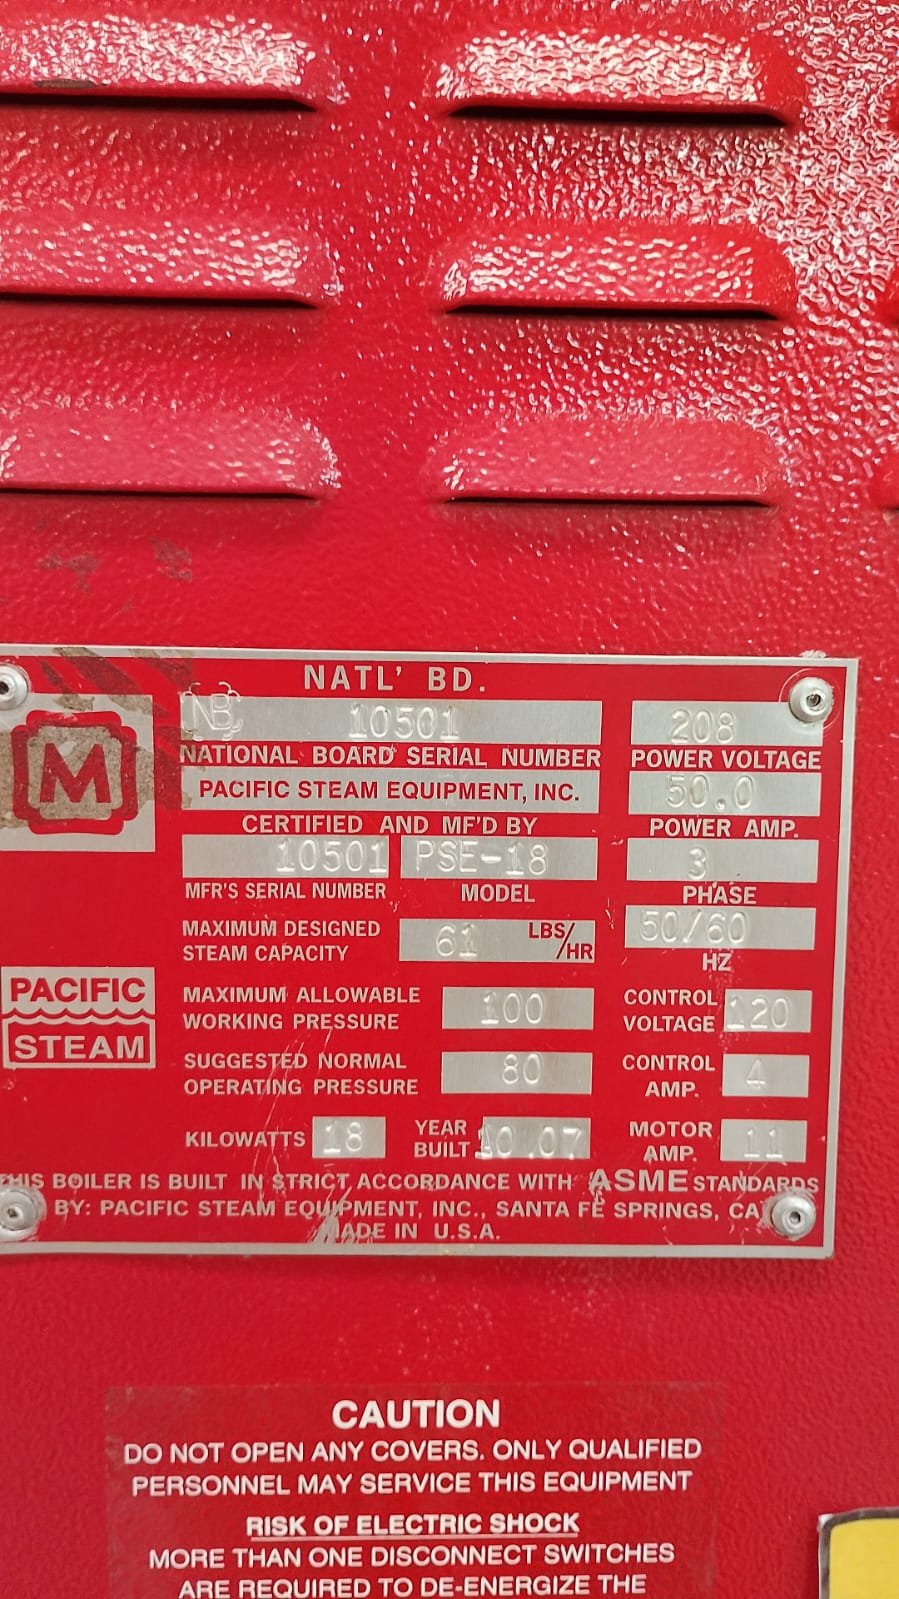 NATL' BD.
NB 10501
NATIONAL BOARD SERIAL NUMBER
PACIFIC STEAM EQUIPMENT, INC.
CERTIFIED AND MF'D BY
10501 PSE-18
MFR'S SERIAL NUMBER MODEL
MAXIMUM DESIGNED
STEAM CAPACITY
61 LBS/HR
MAXIMUM ALLOWABLE
WORKING PRESSURE
100
SUGGESTED NORMAL
OPERATING PRESSURE
80
KILOWATTS 18
YEAR
BUILT
10.07
208
POWER VOLTAGE
50.0
POWER AMP.
3
PHASE
50/60
HZ
CONTROL
VOLTAGE
120
CONTROL
AMP.
4
MOTOR
AMP.
11
M
PACIFIC
STEAM
THIS BOILER IS BUILT IN STRICT ACCORDANCE WITH ASME STANDARDS
BY: PACIFIC STEAM EQUIPMENT, INC., SANTA FE SPRINGS, CA
MADE IN U.S.A.
CAUTION
DO NOT OPEN ANY COVERS. ONLY QUALIFIED
PERSONNEL MAY SERVICE THIS EQUIPMENT
RISK OF ELECTRIC SHOCK
MORE THAN ONE DISCONNECT SWITCHES
ARE REQUIRED TO DE-ENERGIZE THE